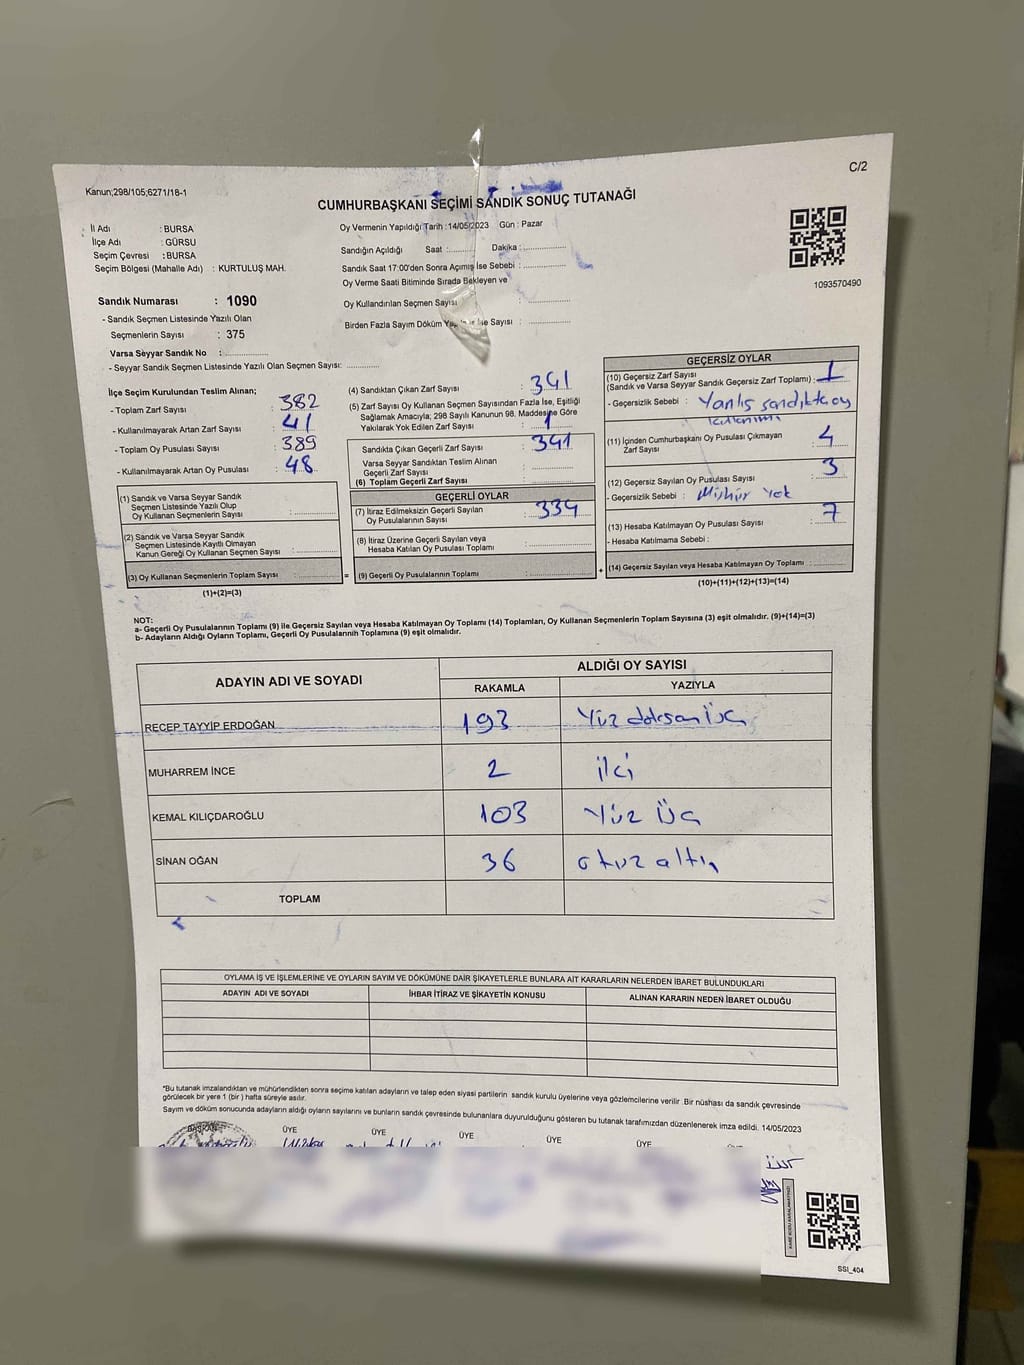 Kanun;298/105;6271/18-1
C/2
CUMHURBAŞKANI SEÇİMİ SANDIK SONUÇ TUTANAĞI
İl Adı : BURSA
İlçe Adı : GÜRSU
Seçim Çevresi : BURSA
Seçim Bölgesi (Mahalle Adı) : KURTULUŞ MAH.
Sandık Numarası : 1090
- Sandık Seçmen Listesinde Yazılı Olan
Seçmenlerin Sayısı : 375
Varsa Seyyar Sandık No :
- Seyyar Sandık Seçmen Listesinde Yazılı Olan Seçmen Sayısı:
Oy Vermenin Yapıldığı Tarih : 14/05/2023 Gün : Pazar
Sandığın Açıldığı Saat : Dakika :
Sandık Saat 17:00'den Sonra Açımış İse Sebebi :
Oy Verme Saati Bitiminde Sırada Bekleyen ve
Oy Kullandırılan Seçmen Sayısı :
Birden Fazla Sayım Döküm İse Sayısı :
1093570490
İlçe Seçim Kurulundan Teslim Alınan;
- Toplam Zarf Sayısı : 382
- Kullanılmayarak Artan Zarf Sayısı : 41
- Toplam Oy Pusulası Sayısı : 389
- Kullanılmayarak Artan Oy Pusulası : 48
(1) Sandık ve Varsa Seyyar Sandık
Seçmen Listesinde Yazılı Olup
Oy Kullanan Seçmenlerin Sayısı :
(2) Sandık ve Varsa Seyyar Sandık
Seçmen Listesinde Kayıtlı Olmayan
Kanun Gereği Oy Kullanan Seçmen Sayısı :
(3) Oy Kullanan Seçmenlerin Toplam Sayısı :
(1)+(2)=(3)
(4) Sandıktan Çıkan Zarf Sayısı : 341
(5) Zarf Sayısı Oy Kullanan Seçmen Sayısından Fazla İse, Eşitliği
Sağlamak Amacıyla; 298 Sayılı Kanunun 98. Maddesine Göre
Yakılarak Yok Edilen Zarf Sayısı : 1
Sandıkta Çıkan Geçerli Zarf Sayısı : 341
Varsa Seyyar Sandıktan Teslim Alınan
Geçerli Zarf Sayısı :
(6) Toplam Geçerli Zarf Sayısı
GEÇERLİ OYLAR
(7) İtiraz Edilmeksizin Geçerli Sayılan
Oy Pusulalarının Sayısı : 334
(8) İtiraz Üzerine Geçerli Sayılan veya
Hesaba Katılan Oy Pusulası Toplamı :
= (9) Geçerli Oy Pusulalarının Toplamı :
GEÇERSİZ OYLAR
(10) Geçersiz Zarf Sayısı
(Sandık ve Varsa Seyyar Sandık Geçersiz Zarf Toplamı) : 1
- Geçersizlik Sebebi : Yanlış sandıkta oy
kullanımı
(11) İçinden Cumhurbaşkanı Oy Pusulası Çıkmayan
Zarf Sayısı : 4
(12) Geçersiz Sayılan Oy Pusulası Sayısı : 3
- Geçersizlik Sebebi : Mühür Yok
(13) Hesaba Katılmayan Oy Pusulası Sayısı : 7
- Hesaba Katılmama Sebebi :
+ (14) Geçersiz Sayılan veya Hesaba Katılmayan Oy Toplamı :
(10)+(11)+(12)+(13)=(14)
NOT:
a- Geçerli Oy Pusulalarının Toplamı (9) ile Geçersiz Sayılan veya Hesaba Katılmayan Oy Toplamı (14) Toplamları, Oy Kullanan Seçmenlerin Toplam Sayısına (3) eşit olmalıdır. (9)+(14)=(3)
b- Adayların Aldığı Oyların Toplamı, Geçerli Oy Pusulalarının Toplamına (9) eşit olmalıdır.
ADAYIN ADI VE SOYADI ALDIĞI OY SAYISI
RAKAMLA YAZIYLA
RECEP TAYYİP ERDOĞAN 193 Yüz doksan üç
MUHARREM İNCE 2 iki
KEMAL KILIÇDAROĞLU 103 Yüz Üç
SİNAN OĞAN 36 otuz altı
TOPLAM
OYLAMA İŞ VE İŞLEMLERİNE VE OYLARIN SAYIM VE DÖKÜMÜNE DAİR ŞİKAYETLERLE BUNLARA AİT KARARLARIN NELERDEN İBARET BULUNDUKLARI
ADAYIN ADI VE SOYADI İHBAR İTİRAZ VE ŞİKAYETİN KONUSU ALINAN KARARIN NEDEN İBARET OLDUĞU
*Bu tutanak imzalandıktan ve mühürlendikten sonra seçime katılan adayların ve talep eden siyasi partilerin sandık kurulu üyelerine veya gözlemcilerine verilir .Bir nüshası da sandık çevresinde
görülecek bir yere 1 (bir ) hafta süreyle asılır.
Sayım ve döküm sonucunda adayların aldığı oyların sayılarını ve bunların sandık çevresinde bulunanlara duyurulduğunu gösteren bu tutanak tarafımızdan düzenlenerek imza edildi. 14/05/2023
BAŞKAN ÜYE ÜYE ÜYE ÜYE ÜYE ÜYE
SSI_404